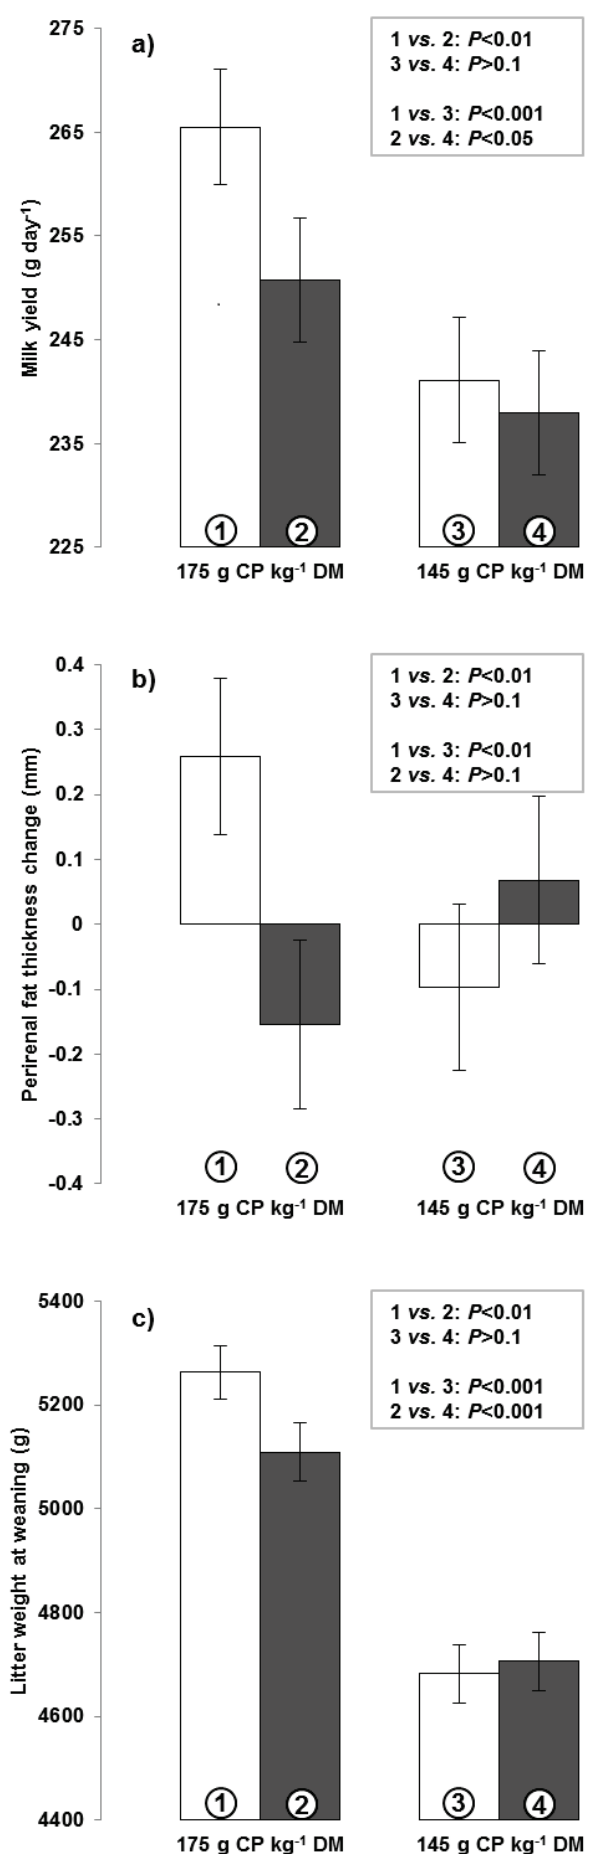 a)
1 vs. 2: P<0.01
3 vs. 4: P>0.1
1 vs. 3: P<0.001
2 vs. 4: P<0.05
Milk yield (g day⁻¹)
275
265
255
245
235
225
1 2 3 4
175 g CP kg⁻¹ DM 145 g CP kg⁻¹ DM
b)
1 vs. 2: P<0.01
3 vs. 4: P>0.1
1 vs. 3: P<0.01
2 vs. 4: P>0.1
Perirenal fat thickness change (mm)
0.4
0.3
0.2
0.1
0
-0.1
-0.2
-0.3
-0.4
1 2 3 4
175 g CP kg⁻¹ DM 145 g CP kg⁻¹ DM
c)
1 vs. 2: P<0.01
3 vs. 4: P>0.1
1 vs. 3: P<0.001
2 vs. 4: P<0.001
Litter weight at weaning (g)
5400
5200
5000
4800
4600
4400
1 2 3 4
175 g CP kg⁻¹ DM 145 g CP kg⁻¹ DM